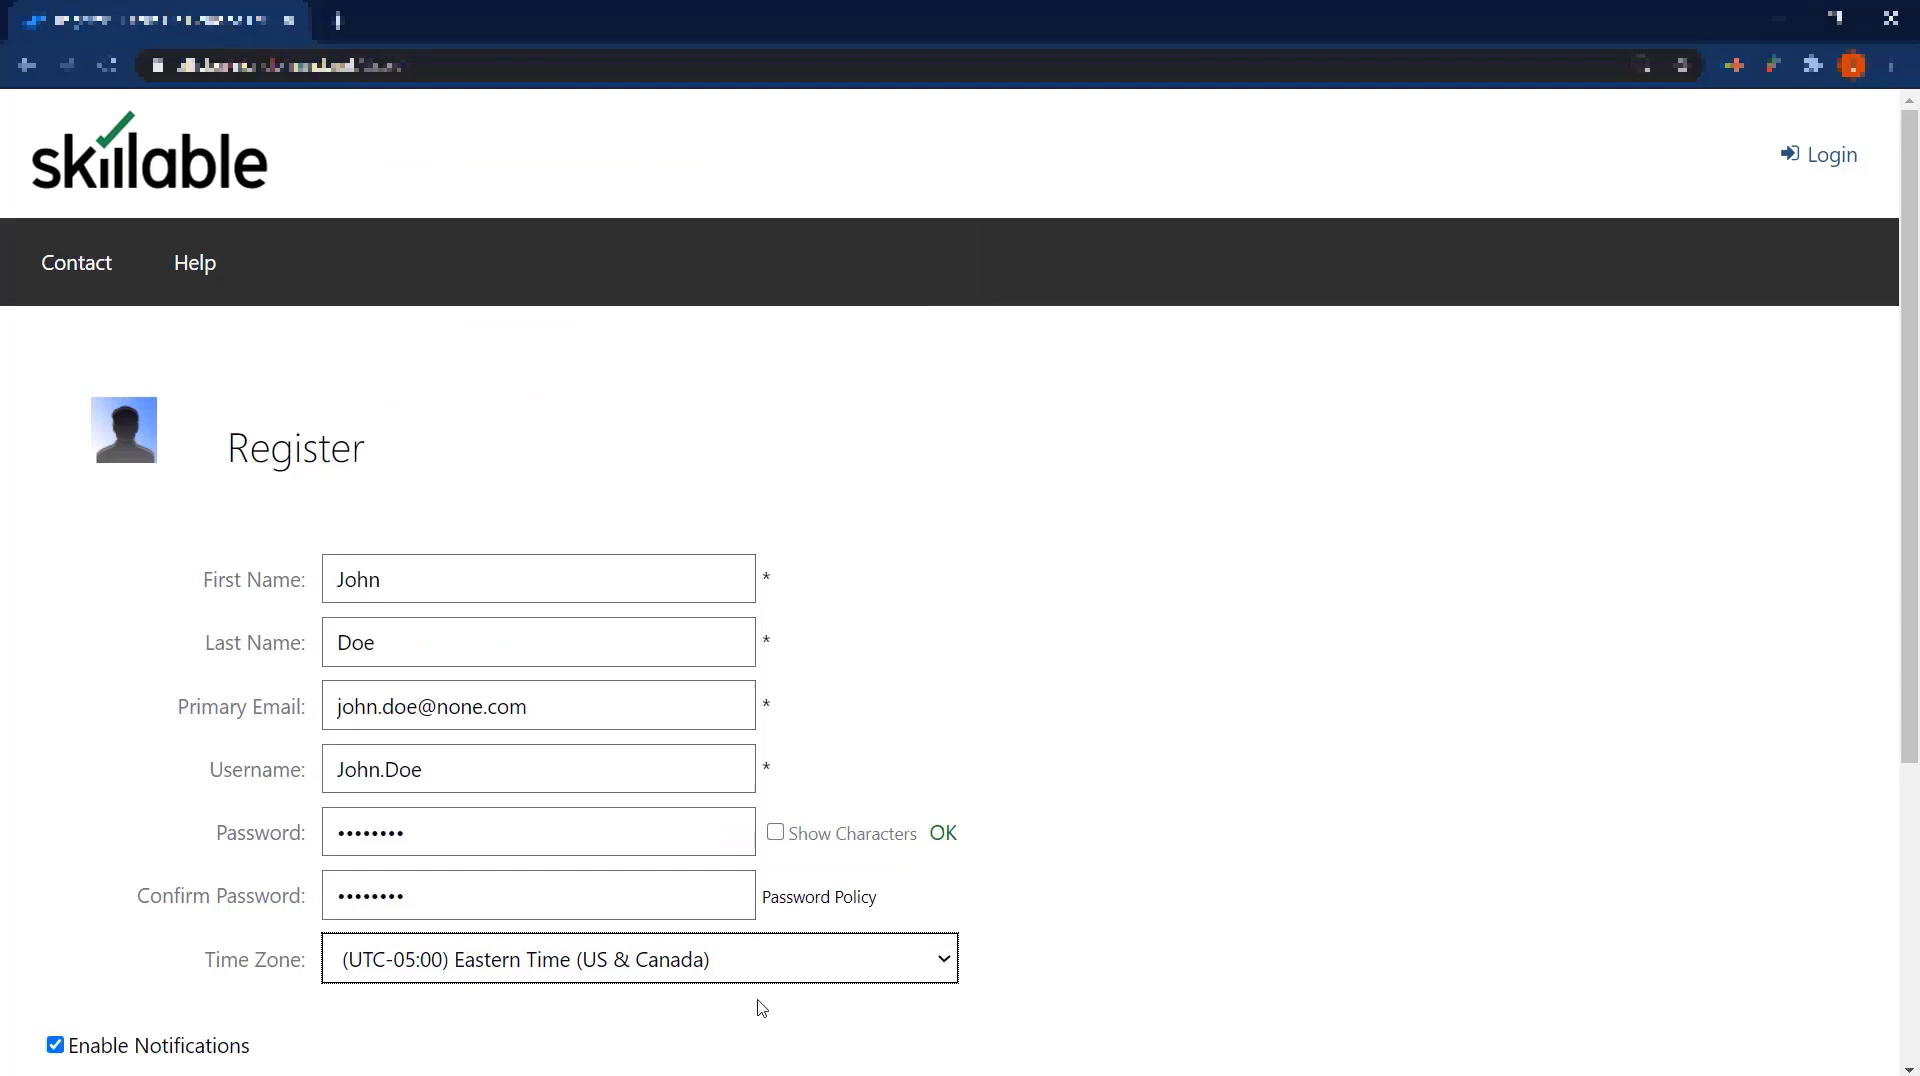 skillable
Login
Contact Help
Register
First Name: John *
Last Name: Doe *
Primary Email: john.doe@none.com *
Username: John.Doe *
Password: •••••••• Show Characters OK
Confirm Password: •••••••• Password Policy
Time Zone: (UTC-05:00) Eastern Time (US & Canada)
Enable Notifications